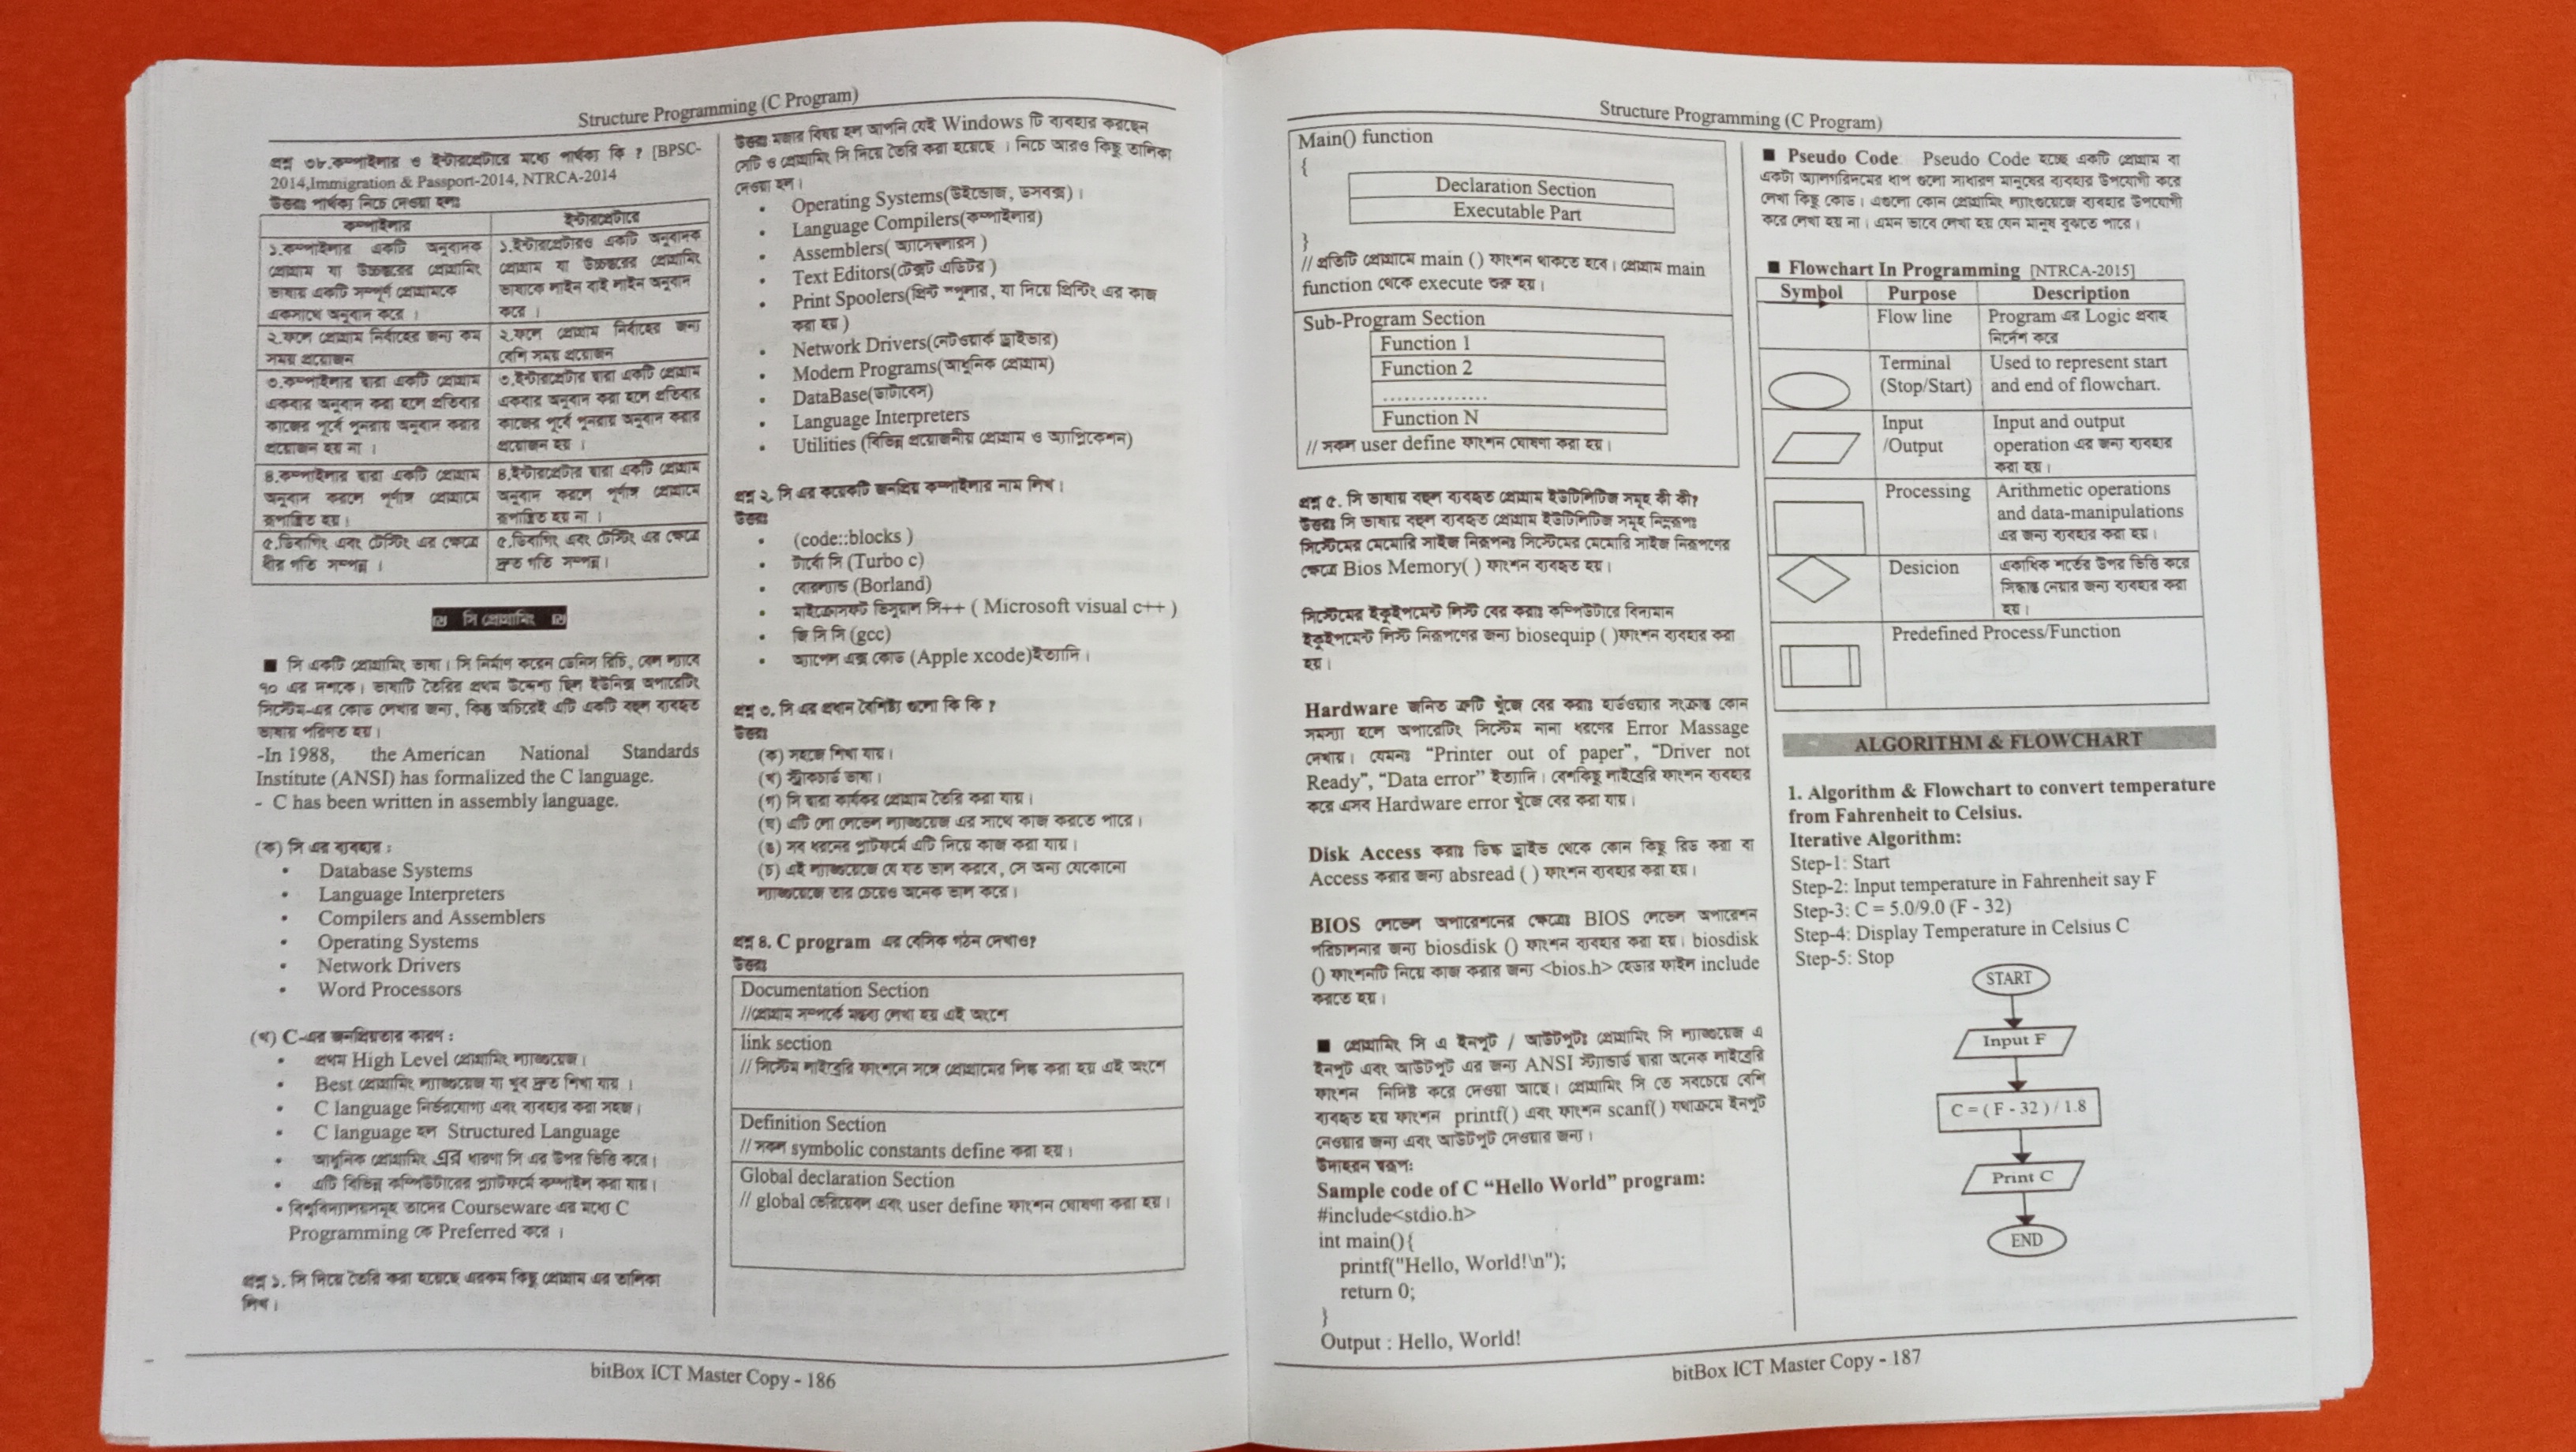 Structure Programming (C Program)
প্রশ্ন ৩৮.কম্পাইলার ও ইন্টারপ্রেটারে মধ্যে পার্থক্য কি ? [BPSC-
2014,Immigration & Passport-2014, NTRCA-2014
উত্তরঃ পার্থক্য নিচে দেওয়া হলঃ
কম্পাইলার
১.কম্পাইলার একটি অনুবাদক
প্রোগ্রাম যা উচ্চস্তরের প্রোগ্রামিং
ভাষায় একটি সম্পূর্ণ প্রোগ্রামকে
একসাথে অনুবাদ করে ।
ইন্টারপ্রেটারে
১.ইন্টারপ্রেটারও একটি অনুবাদক
প্রোগ্রাম যা উচ্চস্তরের প্রোগ্রামিং
ভাষাকে লাইন বাই লাইন অনুবাদ
করে ।
২.ফলে প্রোগ্রাম নির্বাহের জন্য কম
সময় প্রয়োজন
২.ফলে প্রোগ্রাম নির্বাহের জন্য
বেশি সময় প্রয়োজন
৩.কম্পাইলার দ্বারা একটি প্রোগ্রাম
একবার অনুবাদ করা হলে প্রতিবার
কাজের পূর্বে পুনরায় অনুবাদ করার
প্রয়োজন হয় না ।
৩.ইন্টারপ্রেটার দ্বারা একটি প্রোগ্রাম
একবার অনুবাদ করা হলে প্রতিবার
কাজের পূর্বে পুনরায় অনুবাদ করার
প্রয়োজন হয় ।
৪.কম্পাইলার দ্বারা একটি প্রোগ্রাম
অনুবাদ করলে পূর্ণাঙ্গ প্রোগ্রামে
রূপান্তরিত হয় ।
৪.ইন্টারপ্রেটার দ্বারা একটি প্রোগ্রাম
অনুবাদ করলে পূর্ণাঙ্গ প্রোগ্রামে
রূপান্তরিত হয় না ।
৫.ডিবাগিং এবং টেস্টিং এর ক্ষেত্রে
ধীর গতি সম্পন্ন ।
৫.ডিবাগিং এবং টেস্টিং এর ক্ষেত্রে
দ্রুত গতি সম্পন্ন।
সি প্রোগ্রামিং
■ সি একটি প্রোগ্রামিং ভাষা। সি নির্মাণ করেন ডেনিস রিচি, বেল ল্যাবে
৭০ এর দশকে। ভাষাটি তৈরির প্রথম উদ্দেশ্য ছিল ইউনিক্স অপারেটিং
সিস্টেম-এর কোড লেখার জন্য, কিন্তু অচিরেই এটি একটি বহুল ব্যবহৃত
ভাষায় পরিণত হয়।
-In 1988, the American National Standards
Institute (ANSI) has formalized the C language.
- C has been written in assembly language.
(ক) সি এর ব্যবহার :
• Database Systems
• Language Interpreters
• Compilers and Assemblers
• Operating Systems
• Network Drivers
• Word Processors
(খ) C-এর জনপ্রিয়তার কারণ :
• প্রথম High Level প্রোগ্রামিং ল্যাঙ্গুয়েজ।
• Best প্রোগ্রামিং ল্যাঙ্গুয়েজ যা খুব দ্রুত শিখা যায় ।
• C language নির্ভরযোগ্য এবং ব্যবহার করা সহজ।
• C language হল Structured Language
• আধুনিক প্রোগ্রামিং এর ধারণা সি এর উপর ভিত্তি করে।
• এটি বিভিন্ন কম্পিউটারের প্ল্যাটফর্মে কম্পাইল করা যায়।
• বিশ্ববিদ্যালয়সমূহ তাদের Courseware এর মধ্যে C
Programming কে Preferred করে ।
প্রশ্ন ১. সি দিয়ে তৈরি করা হয়েছে এরকম কিছু প্রোগ্রাম এর তালিকা
লিখ।
উত্তরঃ মজার বিষয় হল আপনি যেই Windows টি ব্যবহার করছেন
সেটি ও প্রোগ্রামিং সি দিয়ে তৈরি করা হয়েছে । নিচে আরও কিছু তালিকা
দেওয়া হল।
• Operating Systems(উইন্ডোজ, ডসবক্স)।
• Language Compilers(কম্পাইলার)
• Assemblers( অ্যাসেম্বলারস )
• Text Editors(টেক্সট এডিটর )
• Print Spoolers(প্রিন্ট স্পুলার, যা দিয়ে প্রিন্টিং এর কাজ
করা হয় )
• Network Drivers(নেটওয়ার্ক ড্রাইভার)
• Modern Programs(আধুনিক প্রোগ্রাম)
• DataBase(ডাটাবেস)
• Language Interpreters
• Utilities (বিভিন্ন প্রয়োজনীয় প্রোগ্রাম ও অ্যাপ্লিকেশন)
প্রশ্ন ২. সি এর কয়েকটি জনপ্রিয় কম্পাইলার নাম লিখ।
উত্তরঃ
• (code::blocks )
• টার্বো সি (Turbo c)
• বোরল্যান্ড (Borland)
• মাইক্রোসফট ভিসুয়াল সি++ ( Microsoft visual c++ )
• জি সি সি (gcc)
• অ্যাপেল এক্স কোড (Apple xcode)ইত্যাদি।
প্রশ্ন ৩. সি এর প্রধান বৈশিষ্ট্য গুলো কি কি ?
উত্তরঃ
(ক) সহজে শিখা যায়।
(খ) স্ট্রাকচার্ড ভাষা।
(গ) সি দ্বারা কার্যকর প্রোগ্রাম তৈরি করা যায়।
(ঘ) এটি লো লেভেল ল্যাঙ্গুয়েজ এর সাথে কাজ করতে পারে।
(ঙ) সব ধরনের প্লাটফর্মে এটি দিয়ে কাজ করা যায়।
(চ) এই ল্যাঙ্গুয়েজে যে যত ভাল করবে, সে অন্য যেকোনো
ল্যাঙ্গুয়েজে তার চেয়েও অনেক ভাল করে।
প্রশ্ন ৪. C program এর বেসিক গঠন দেখাও?
উত্তরঃ
Documentation Section
//প্রোগ্রাম সম্পর্কে মন্তব্য লেখা হয় এই অংশে
link section
// সিস্টেম লাইব্রেরি ফাংশনে সঙ্গে প্রোগ্রামের লিঙ্ক করা হয় এই অংশে
Definition Section
// সকল symbolic constants define করা হয়।
Global declaration Section
// global ভেরিয়েবল এবং user define ফাংশন ঘোষণা করা হয়।
bitBox ICT Master Copy - 186
Structure Programming (C Program)
Main() function
{
Declaration Section
Executable Part
}
// প্রতিটি প্রোগ্রামে main () ফাংশন থাকতে হবে। প্রোগ্রাম main
function থেকে execute শুরু হয়।
Sub-Program Section
Function 1
Function 2
................
Function N
// সকল user define ফাংশন ঘোষণা করা হয়।
প্রশ্ন ৫. সি ভাষায় বহুল ব্যবহৃত প্রোগ্রাম ইউটিলিটিজ সমূহ কী কী?
উত্তরঃ সি ভাষায় বহুল ব্যবহৃত প্রোগ্রাম ইউটিলিটিজ সমূহ নিম্নরূপঃ
সিস্টেমের মেমোরি সাইজ নিরূপনঃ সিস্টেমের মেমোরি সাইজ নিরূপণের
ক্ষেত্রে Bios Memory( ) ফাংশন ব্যবহৃত হয়।
সিস্টেমের ইকুইপমেন্ট লিস্ট বের করাঃ কম্পিউটারে বিদ্যমান
ইকুইপমেন্ট লিস্ট নিরূপণের জন্য biosequip ( )ফাংশন ব্যবহার করা
হয়।
Hardware জনিত ত্রুটি খুঁজে বের করাঃ হার্ডওয়্যার সংক্রান্ত কোন
সমস্যা হলে অপারেটিং সিস্টেম নানা ধরণের Error Massage
দেখায়। যেমনঃ “Printer out of paper”, “Driver not
Ready”, “Data error” ইত্যাদি। বেশকিছু লাইব্রেরি ফাংশন ব্যবহার
করে এসব Hardware error খুঁজে বের করা যায়।
Disk Access করাঃ ডিস্ক ড্রাইভ থেকে কোন কিছু রিড করা বা
Access করার জন্য absread ( ) ফাংশন ব্যবহার করা হয়।
BIOS লেভেল অপারেশনের ক্ষেত্রেঃ BIOS লেভেল অপারেশন
পরিচালনার জন্য biosdisk () ফাংশন ব্যবহার করা হয়। biosdisk
() ফাংশনটি নিয়ে কাজ করার জন্য <bios.h> হেডার ফাইল include
করতে হয়।
■ প্রোগ্রামিং সি এ ইনপুট / আউটপুটঃ প্রোগ্রামিং সি ল্যাঙ্গুয়েজ এ
ইনপুট এবং আউটপুট এর জন্য ANSI স্ট্যান্ডার্ড দ্বারা অনেক লাইব্রেরি
ফাংশন নির্দিষ্ট করে দেওয়া আছে। প্রোগ্রামিং সি তে সবচেয়ে বেশি
ব্যবহৃত হয় ফাংশন printf() এবং ফাংশন scanf() যথাক্রমে ইনপুট
নেওয়ার জন্য এবং আউটপুট দেওয়ার জন্য।
উদাহরন স্বরূপ:
Sample code of C “Hello World” program:
#include<stdio.h>
int main(){
printf("Hello, World!\n");
return 0;
}
Output : Hello, World!
■ Pseudo Code Pseudo Code হচ্ছে একটি প্রোগ্রাম বা
একটা অ্যালগরিদমের ধাপ গুলো সাধারণ মানুষের ব্যবহার উপযোগী করে
লেখা কিছু কোড। এগুলো কোন প্রোগ্রামিং ল্যাংগুয়েজে ব্যবহার উপযোগী
করে লেখা হয় না। এমন ভাবে লেখা হয় যেন মানুষ বুঝতে পারে।
■ Flowchart In Programming [NTRCA-2015]
Symbol Purpose Description
Flow line Program এর Logic প্রবাহ
নির্দেশ করে
Terminal Used to represent start
(Stop/Start) and end of flowchart.
Input Input and output
/Output operation এর জন্য ব্যবহার
করা হয়।
Processing Arithmetic operations
and data-manipulations
এর জন্য ব্যবহার করা হয়।
Desicion একাধিক শর্তের উপর ভিত্তি করে
সিদ্ধান্ত নেয়ার জন্য ব্যবহার করা
হয়।
Predefined Process/Function
ALGORITHM & FLOWCHART
1. Algorithm & Flowchart to convert temperature
from Fahrenheit to Celsius.
Iterative Algorithm:
Step-1: Start
Step-2: Input temperature in Fahrenheit say F
Step-3: C = 5.0/9.0 (F - 32)
Step-4: Display Temperature in Celsius C
Step-5: Stop
START
Input F
C = ( F - 32 ) / 1.8
Print C
END
bitBox ICT Master Copy - 187